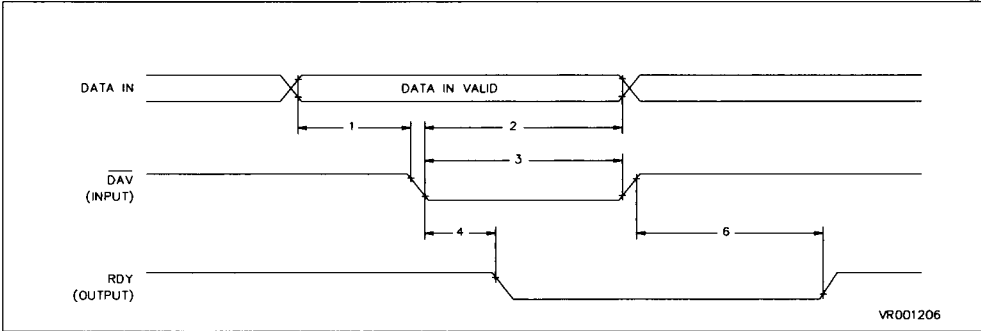 DATA IN
DATA IN VALID
1
2
3
DAV
(INPUT)
4
6
RDY
(OUTPUT)
VR001206